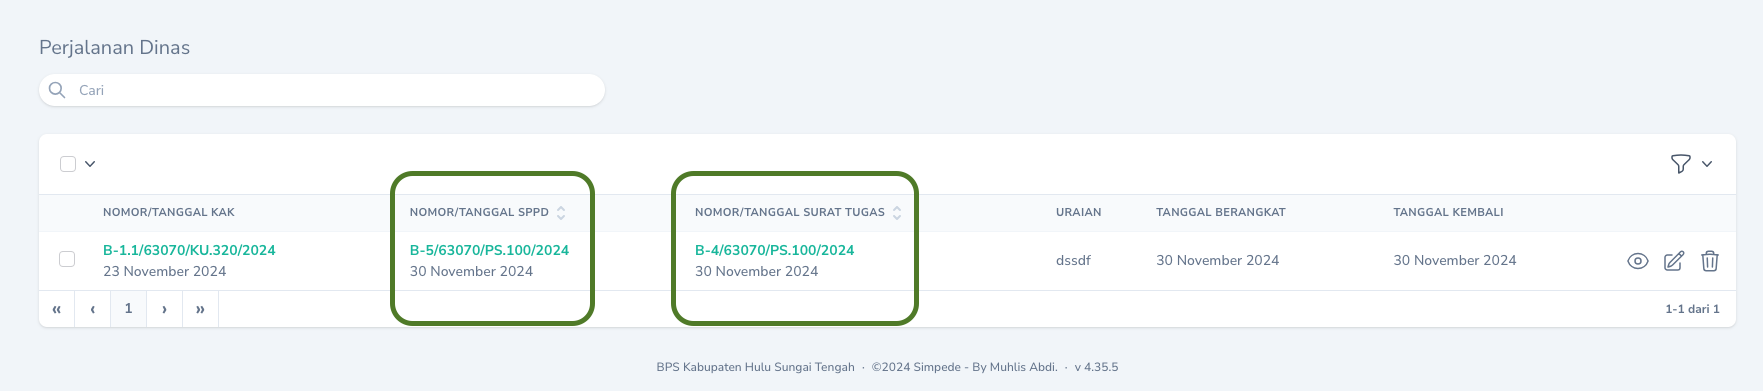 Perjalanan Dinas
Cari
NOMOR/TANGGAL KAK NOMOR/TANGGAL SPPD NOMOR/TANGGAL SURAT TUGAS URAIAN TANGGAL BERANGKAT TANGGAL KEMBALI
B-1.1/63070/KU.320/2024 B-5/63070/PS.100/2024 B-4/63070/PS.100/2024
23 November 2024 30 November 2024 30 November 2024 dssdf 30 November 2024 30 November 2024
« ‹ 1 › » 1-1 dari 1
BPS Kabupaten Hulu Sungai Tengah · ©2024 Simpede - By Muhlis Abdi. · v 4.35.5